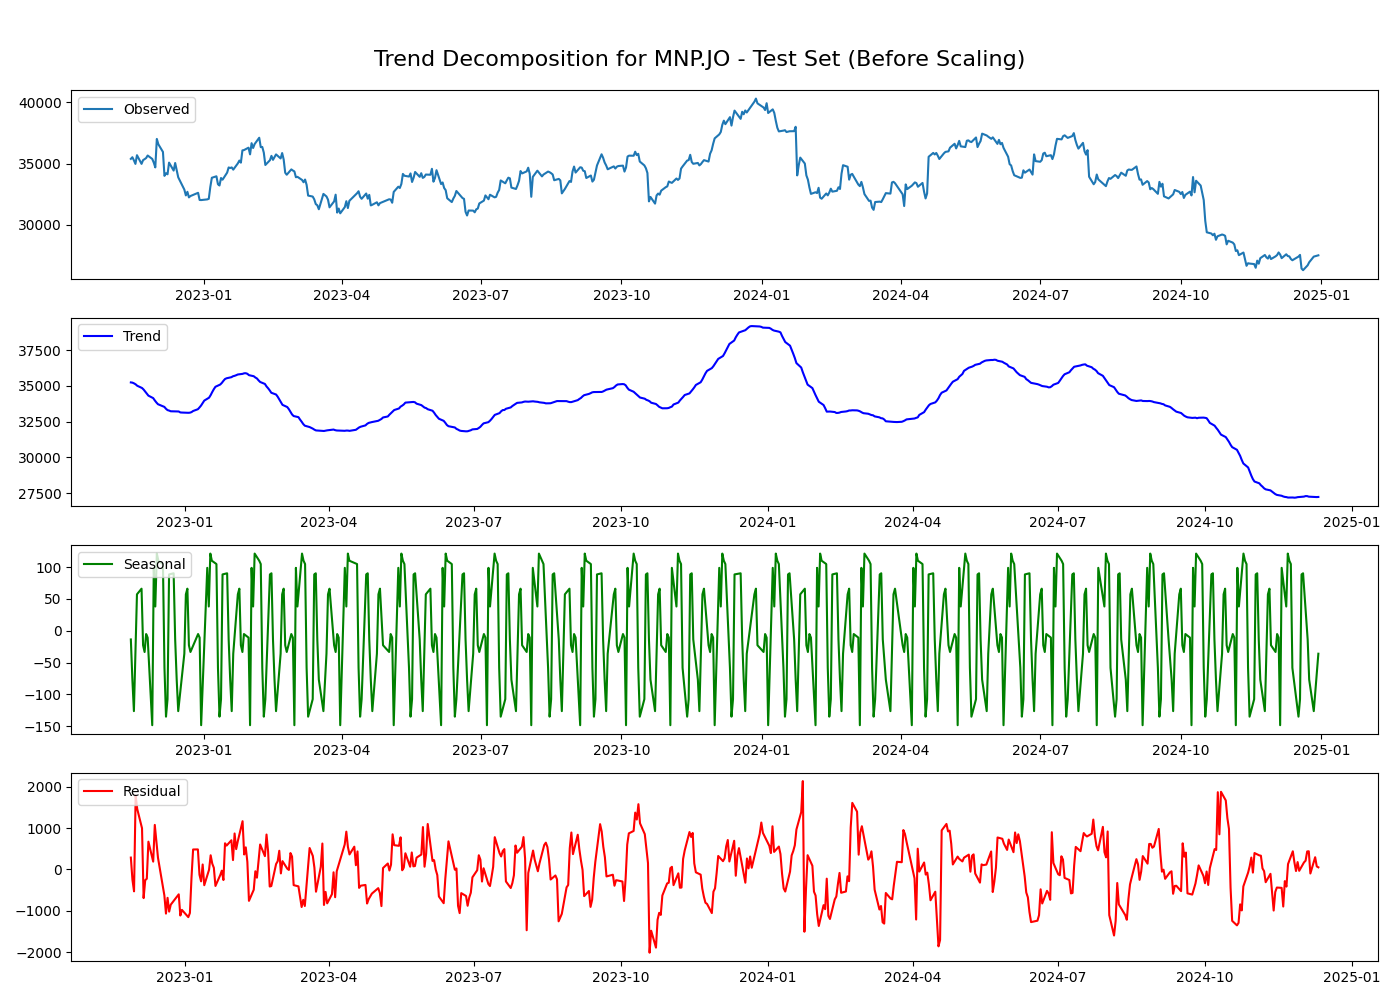 Trend Decomposition for MNP.JO - Test Set (Before Scaling)
Observed
40000
35000
30000
2023-01 2023-04 2023-07 2023-10 2024-01 2024-04 2024-07 2024-10 2025-01
Trend
37500
35000
32500
30000
27500
2023-01 2023-04 2023-07 2023-10 2024-01 2024-04 2024-07 2024-10 2025-01
Seasonal
100
50
0
−50
−100
−150
2023-01 2023-04 2023-07 2023-10 2024-01 2024-04 2024-07 2024-10 2025-01
Residual
2000
1000
0
−1000
−2000
2023-01 2023-04 2023-07 2023-10 2024-01 2024-04 2024-07 2024-10 2025-01